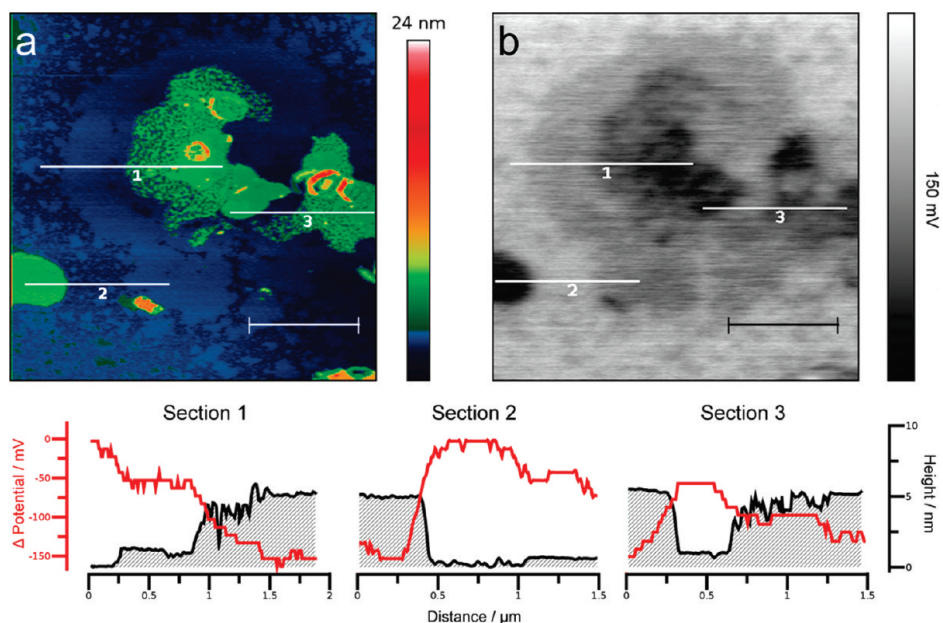 a
24 nm
b
150 mV
1
3
2
1
3
2
Section 1
Section 2
Section 3
Δ Potential / mV
0
-50
-100
-150
10
5
0
Height / nm
0
0.5
1
1.5
2
0
0.5
1
1.5
0
0.5
1
1.5
Distance / μm